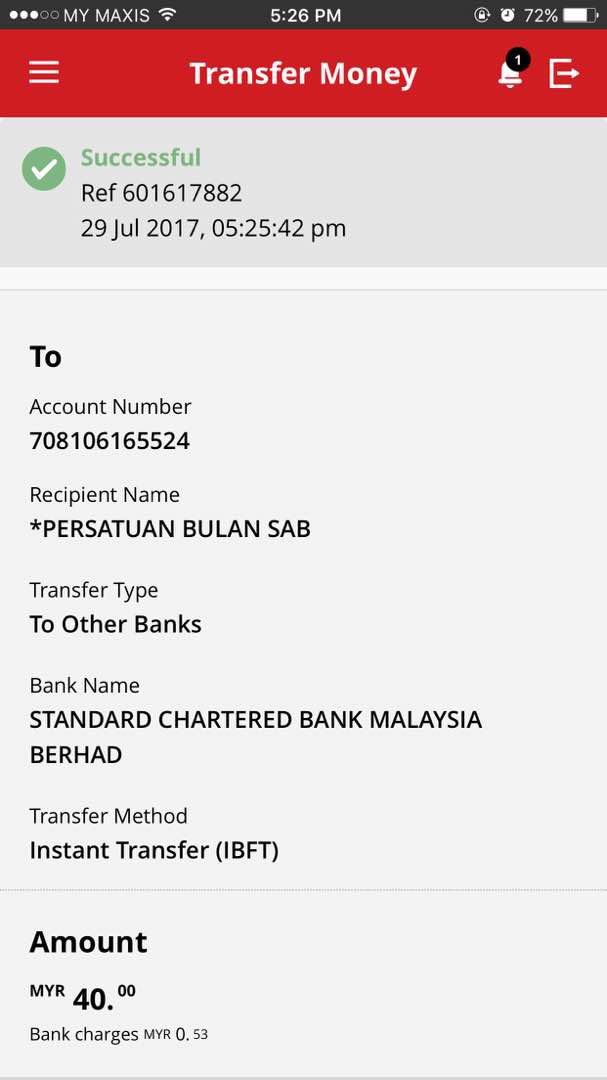 MY MAXIS 5:26 PM 72%
Transfer Money 1
Successful
Ref 601617882
29 Jul 2017, 05:25:42 pm
To
Account Number
708106165524
Recipient Name
*PERSATUAN BULAN SAB
Transfer Type
To Other Banks
Bank Name
STANDARD CHARTERED BANK MALAYSIA
BERHAD
Transfer Method
Instant Transfer (IBFT)
Amount
MYR 40.00
Bank charges MYR 0.53